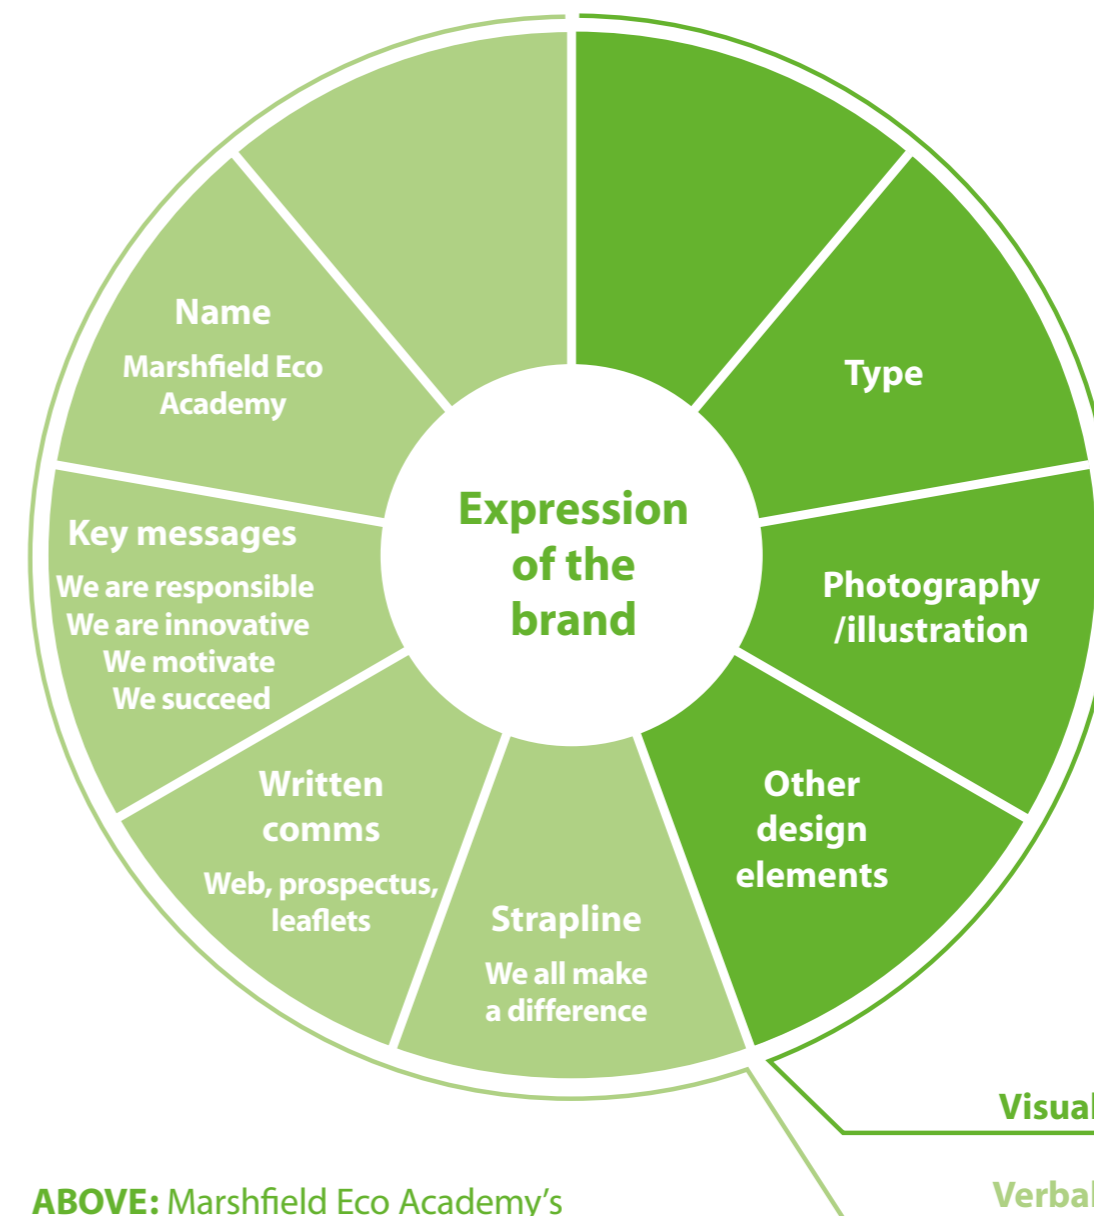 Name
Marshfield Eco
Academy
Key messages
We are responsible
We are innovative
We motivate
We succeed
Written
comms
Web, prospectus,
leaflets
Strapline
We all make
a difference
Expression
of the
brand
Type
Photography
/illustration
Other
design
elements
Visual
Verbal
ABOVE: Marshfield Eco Academy's